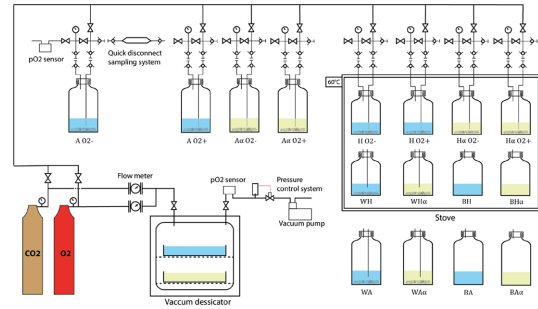 pO2 sensor
Quick disconnect
sampling system
60°C
A O2-
A O2+
Aα O2-
Aα O2+
H O2-
H O2+
Hα O2-
Hα O2+
Flow meter
pO2 sensor
Pressure
control system
Vacuum pump
WH
WHα
BH
BHα
Stove
CO2
O2
Vaccum dessicator
WA
WAα
BA
BAα